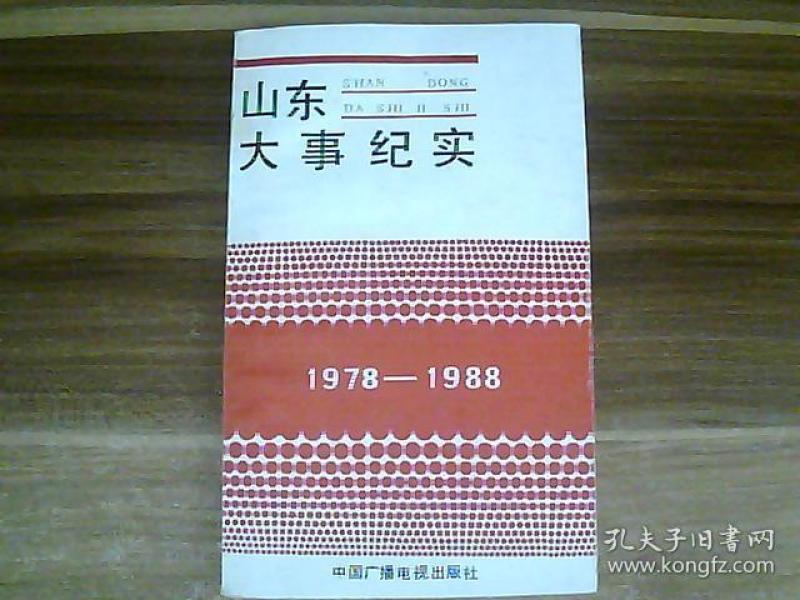 山东
SHAN DONG
DA SHI JI SHI
大事纪实
1978—1988
中国广播电视出版社
孔夫子旧书网
www.kongfz.com